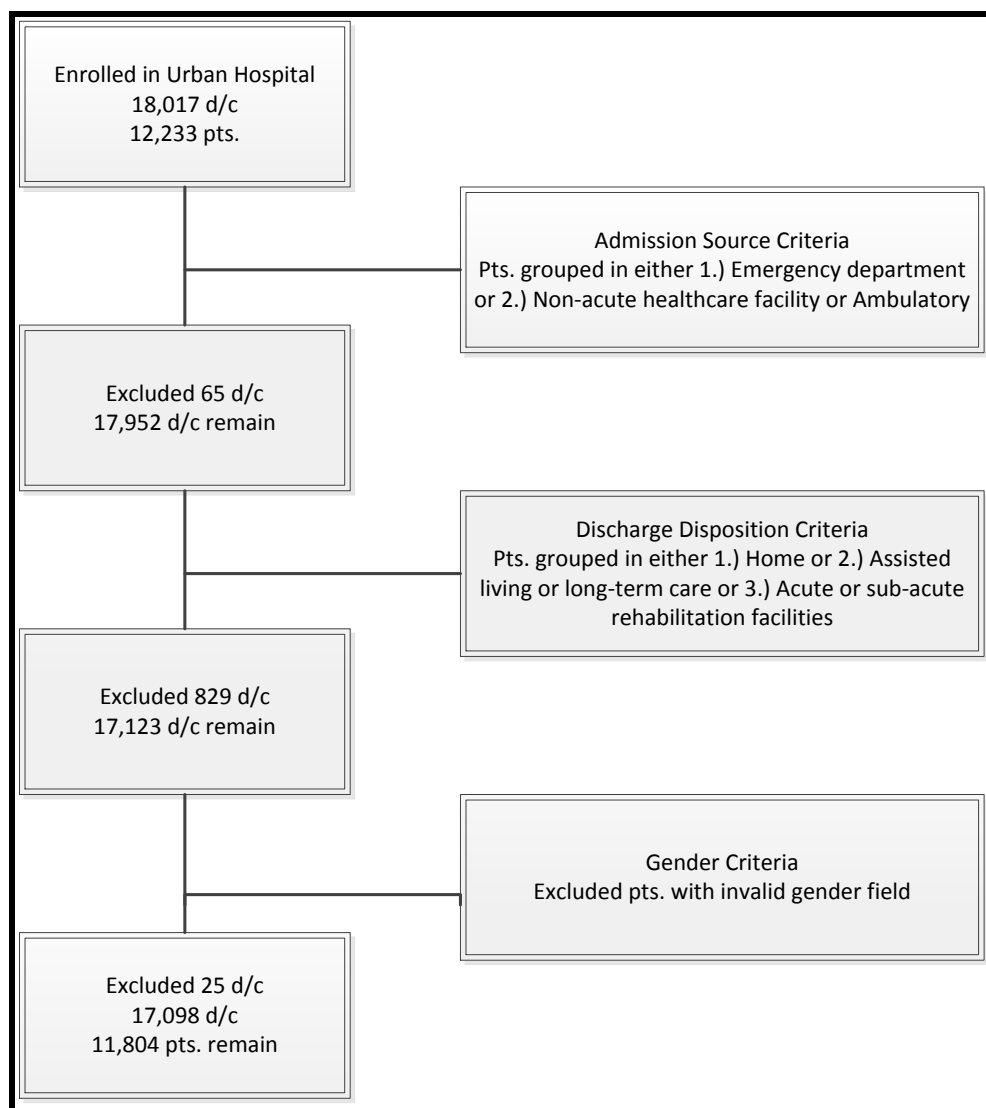 Enrolled in Urban Hospital
18,017 d/c
12,233 pts.
Admission Source Criteria
Pts. grouped in either 1.) Emergency department
or 2.) Non-acute healthcare facility or Ambulatory
Excluded 65 d/c
17,952 d/c remain
Discharge Disposition Criteria
Pts. grouped in either 1.) Home or 2.) Assisted
living or long-term care or 3.) Acute or sub-acute
rehabilitation facilities
Excluded 829 d/c
17,123 d/c remain
Gender Criteria
Excluded pts. with invalid gender field
Excluded 25 d/c
17,098 d/c
11,804 pts. remain